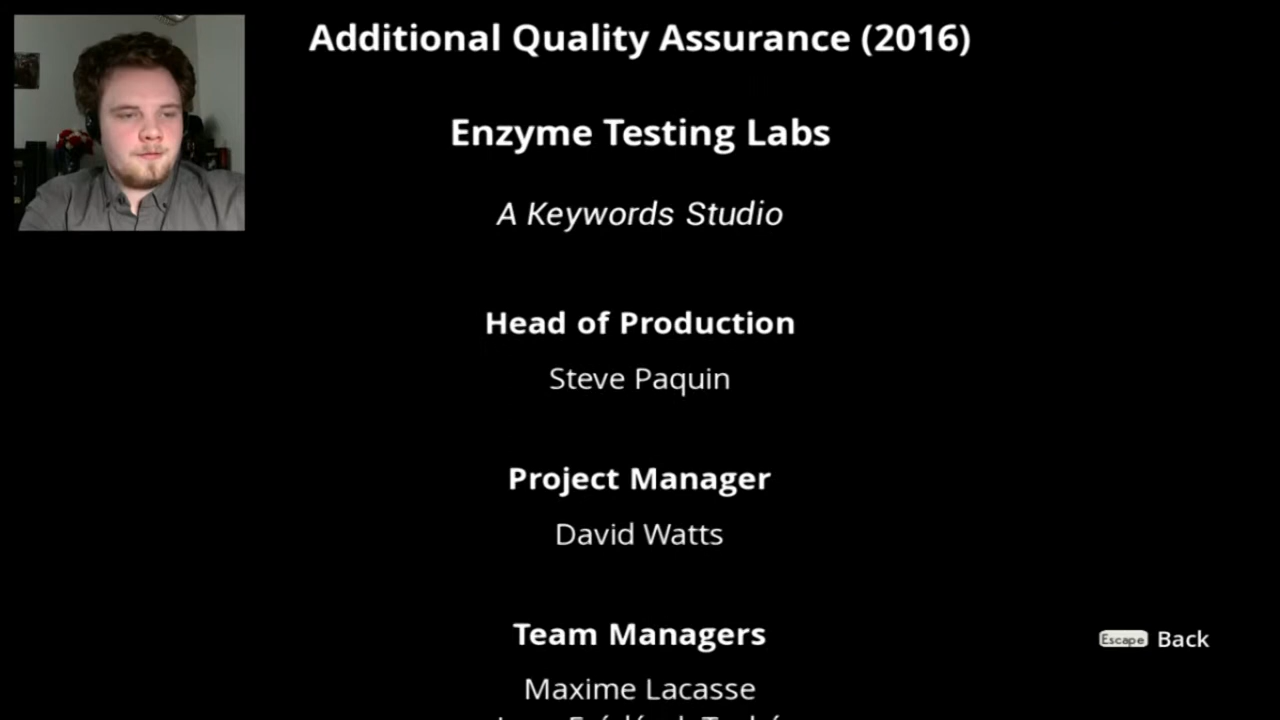 Additional Quality Assurance (2016)
Enzyme Testing Labs
A Keywords Studio
Head of Production
Steve Paquin
Project Manager
David Watts
Team Managers
Escape Back
Maxime Lacasse